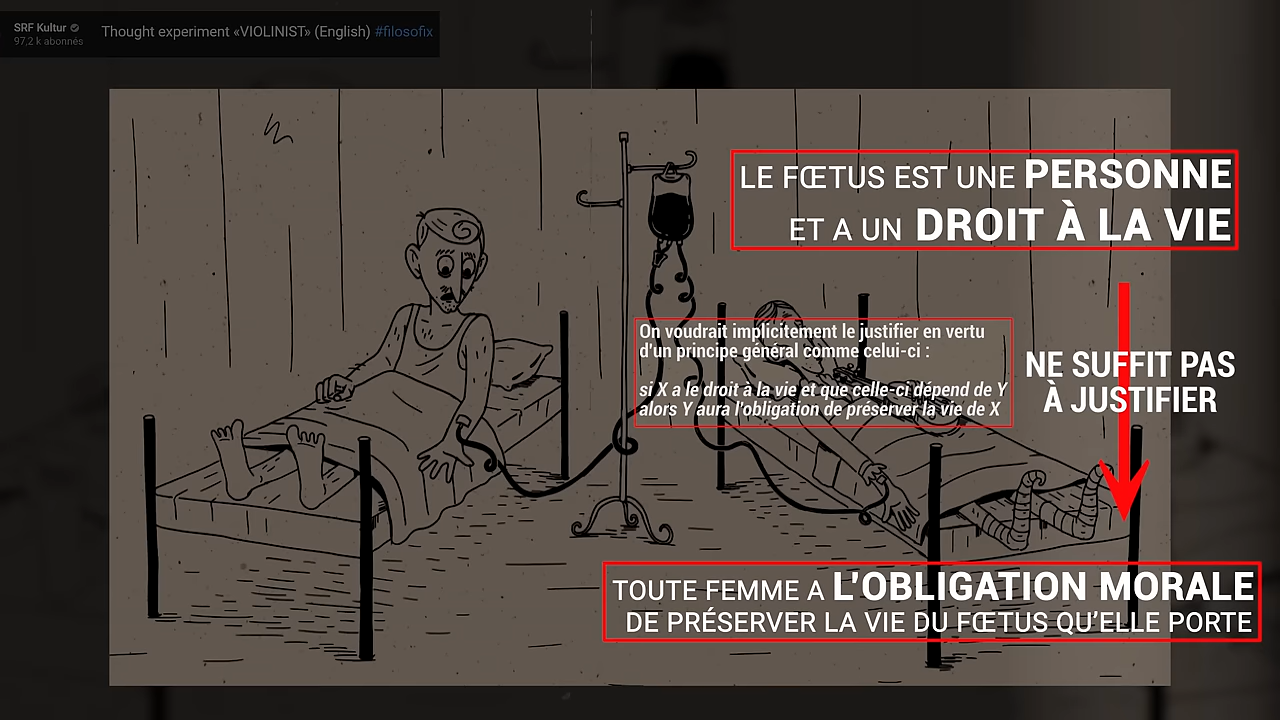 SRF Kultur
97,2 k abonnés
Thought experiment «VIOLINIST» (English) #filosofix
LE FŒTUS EST UNE PERSONNE
ET A UN DROIT À LA VIE
On voudrait implicitement le justifier en vertu
d'un principe général comme celui-ci :
si X a le droit à la vie et que celle-ci dépend de Y
alors Y aura l'obligation de préserver la vie de X
NE SUFFIT PAS
À JUSTIFIER
TOUTE FEMME A L'OBLIGATION MORALE
DE PRÉSERVER LA VIE DU FŒTUS QU'ELLE PORTE